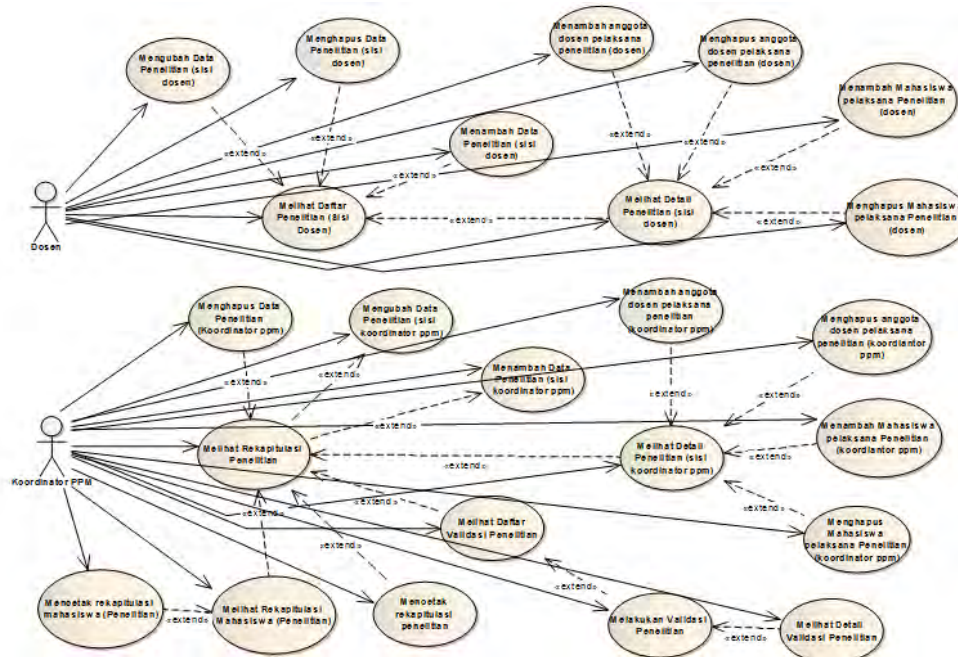 Mengubah Data
Penelitian (sisi
dosen)
Menghapus Data
Penelitian (sisi
dosen)
Menambah anggota
dosen pelaksana
penelitian (dosen)
Menghapus anggota
dosen pelaksana
penelitian (dosen)
Menambah Mahasiswa
pelaksana Penelitian
(dosen)
«extend»
«extend»
«extend»
«extend»
Menambah Data
Penelitian (sisi
dosen)
«extend»
«extend»
Melihat Daftar
Penelitian (Sisi
Dosen)
«extend»
Melihat Detail
Penelitian (sisi
dosen)
«extend»
Menghapus Mahasiswa
pelaksana Penelitian
(dosen)
Dosen
Menghapus Data
Penelitian
(Koordinator ppm)
Mengubah Data
Penelitian (sisi
koordinator ppm)
Menambah anggota
dosen pelaksana
penelitian
(koordinator ppm)
Menghapus anggota
dosen pelaksana
penelitian (koordiantor
ppm)
«extend»
«extend»
Menambah Data
Penelitian (sisi
koordinator ppm)
«extend»
«extend»
«extend»
Melihat Rekapitulasi
Penelitian
«extend»
Melihat Detail
Penelitian (sisi
koordinator ppm)
«extend»
Menambah Mahasiswa
pelaksana Penelitian
(koordiantor ppm)
Koordinator PPM
«extend»
«extend»
«extend»
Melihat Daftar
Validasi Penelitian
Menghapus
Mahasiswa
pelaksana Penelitian
(koordinator ppm)
«extend»
«extend»
Mencetak rekapitulasi
mahasiswa (Penelitian)
«extend»
Melihat Rekapitulasi
Mahasiswa (Penelitian)
Mencetak
rekapitulasi
penelitian
Melakukan Validasi
Penelitian
«extend»
Melihat Detail
Validasi Penelitian